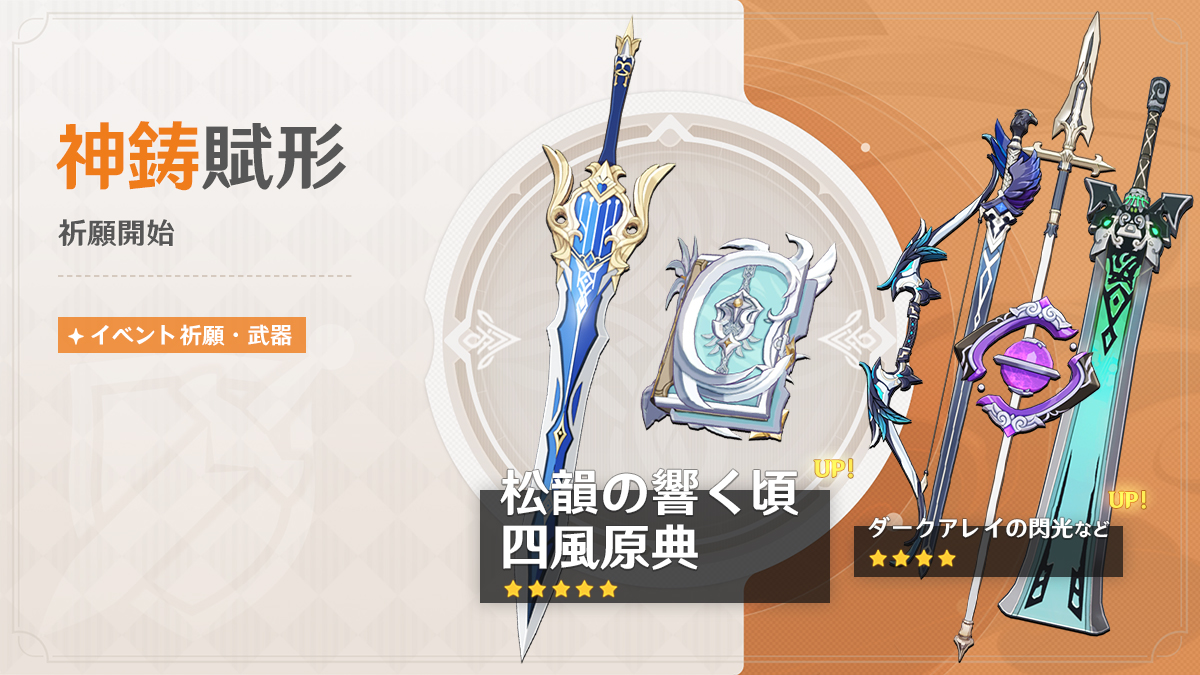 神鋳賦形
祈願開始
イベント祈願・武器
松韻の響く頃
四風原典
UP!
ダークアレイの閃光など
UP!